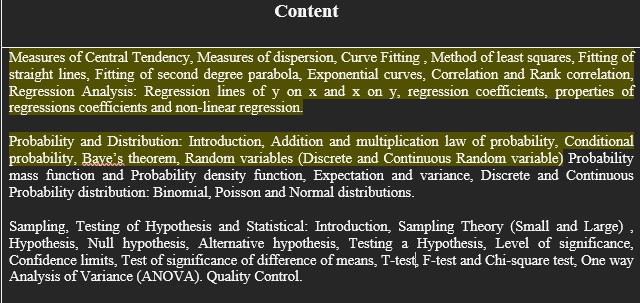 Content
Measures of Central Tendency, Measures of dispersion, Curve Fitting , Method of least squares, Fitting of
straight lines, Fitting of second degree parabola, Exponential curves, Correlation and Rank correlation,
Regression Analysis: Regression lines of y on x and x on y, regression coefficients, properties of
regressions coefficients and non-linear regression.
Probability and Distribution: Introduction, Addition and multiplication law of probability, Conditional
probability, Baye's theorem, Random variables (Discrete and Continuous Random variable) Probability
mass function and Probability density function, Expectation and variance, Discrete and Continuous
Probability distribution: Binomial, Poisson and Normal distributions.
Sampling, Testing of Hypothesis and Statistical: Introduction, Sampling Theory (Small and Large) ,
Hypothesis, Null hypothesis, Alternative hypothesis, Testing a Hypothesis, Level of significance,
Confidence limits, Test of significance of difference of means, T-test, F-test and Chi-square test, One way
Analysis of Variance (ANOVA). Quality Control.